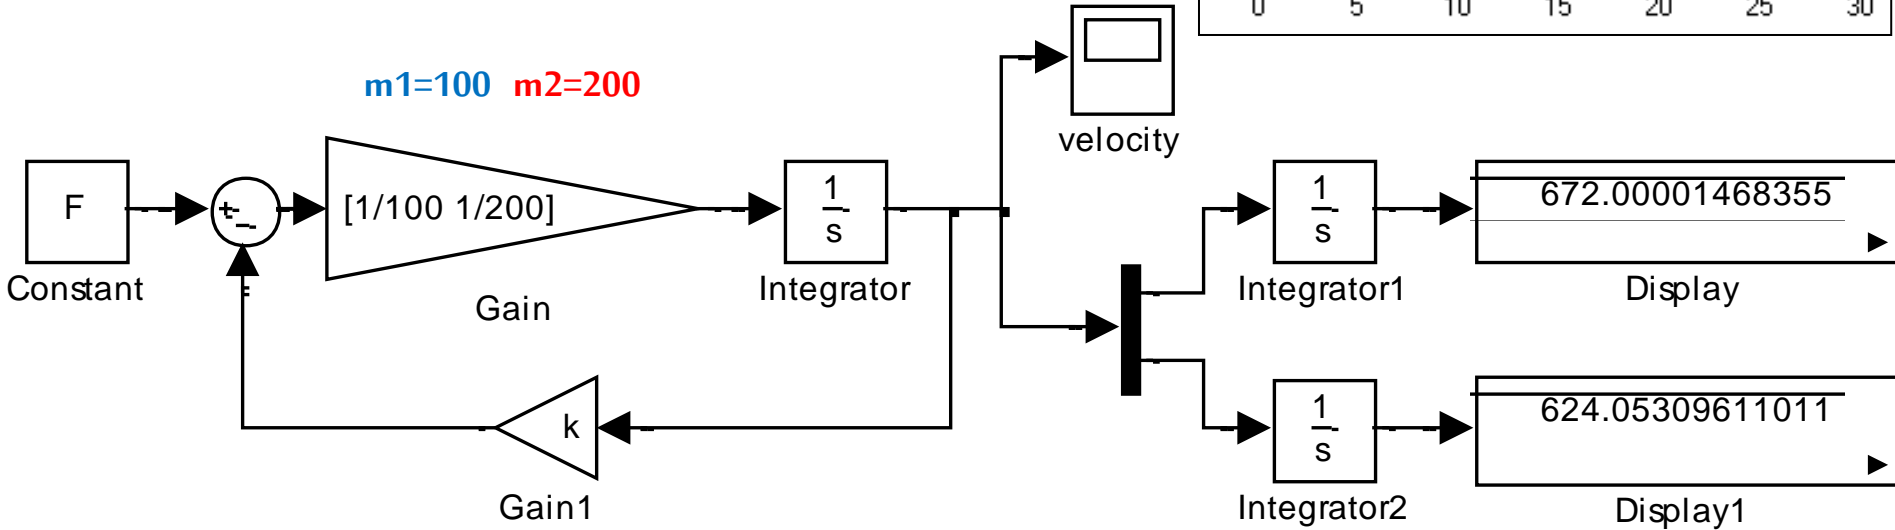 0 5 10 15 20 25 30
m1=100 m2=200
velocity
F
+
−
[1/100 1/200]
1
s
1
s
672.00001468355
Constant
Gain
Integrator
Integrator1
Display
k
1
s
624.05309611011
Gain1
Integrator2
Display1